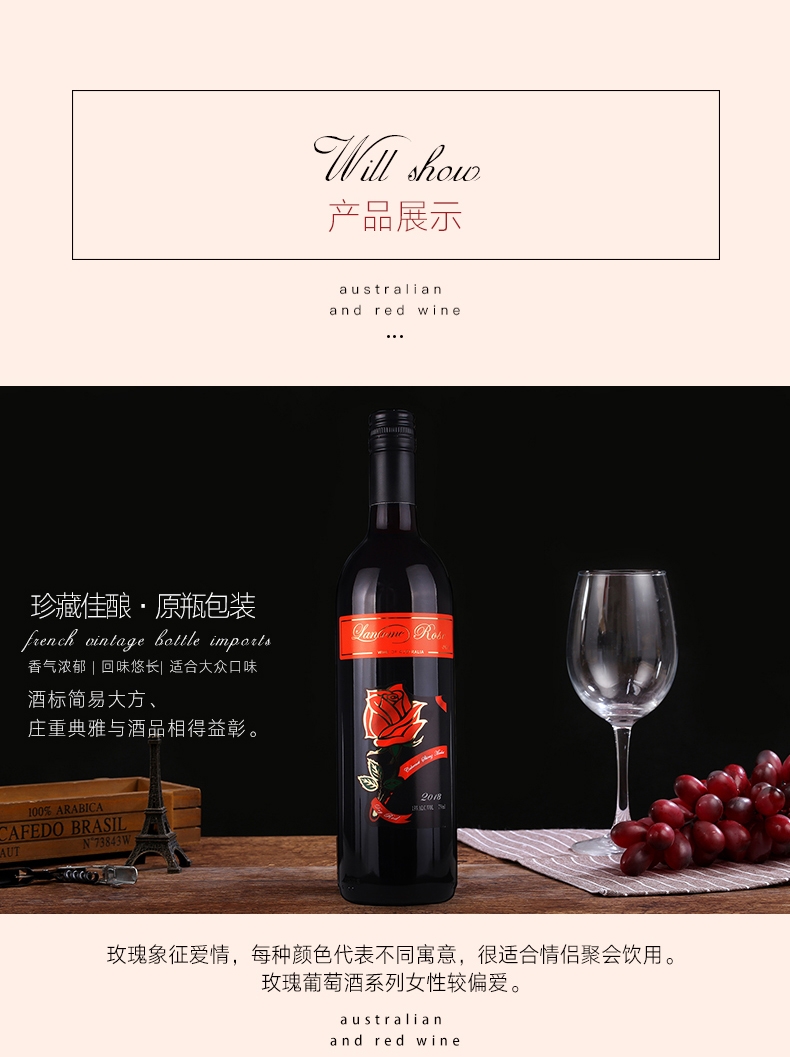 Will show
产品展示
australian
and red wine
...
珍藏佳酿·原瓶包装
french vintage bottle imports
香气浓郁 | 回味悠长| 适合大众口味
酒标简易大方、
庄重典雅与酒品相得益彰。
Rose
2018
100% ARABICA
CAFEDO BRASIL
N°73843W
玫瑰象征爱情，每种颜色代表不同寓意，很适合情侣聚会饮用。
玫瑰葡萄酒系列女性较偏爱。
australian
and red wine